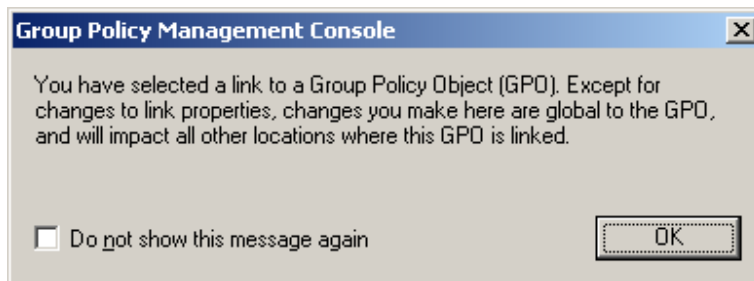 Group Policy Management Console
You have selected a link to a Group Policy Object (GPO). Except for
changes to link properties, changes you make here are global to the GPO,
and will impact all other locations where this GPO is linked.
Do not show this message again
OK